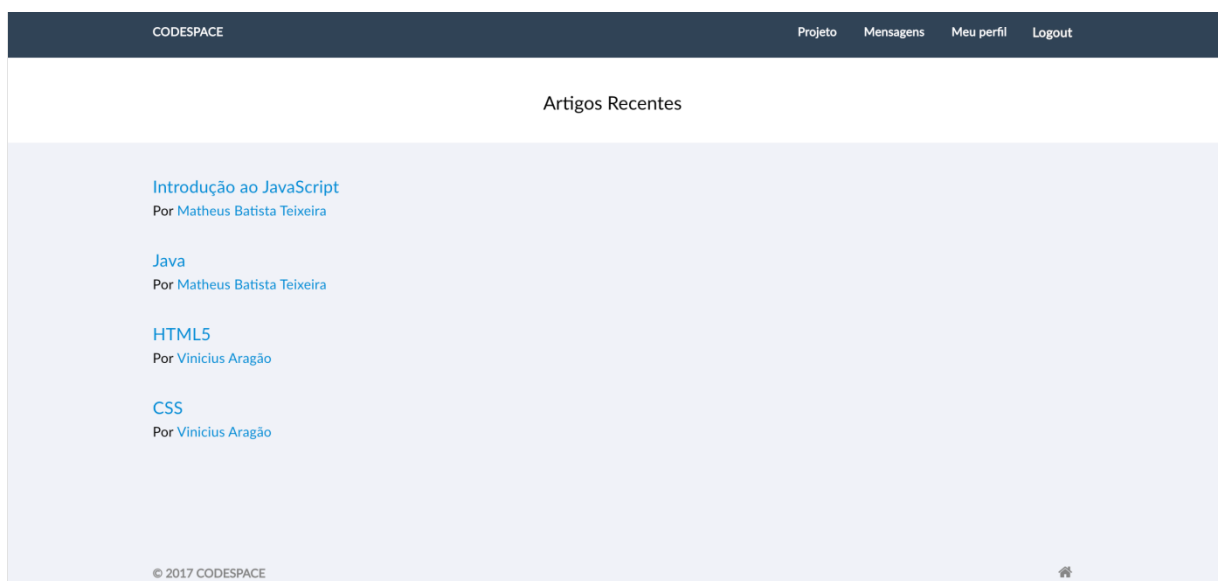 CODESPACE Projeto Mensagens Meu perfil Logout
Artigos Recentes
Introdução ao JavaScript
Por Matheus Batista Teixeira
Java
Por Matheus Batista Teixeira
HTML5
Por Vinicius Aragão
CSS
Por Vinicius Aragão
© 2017 CODESPACE